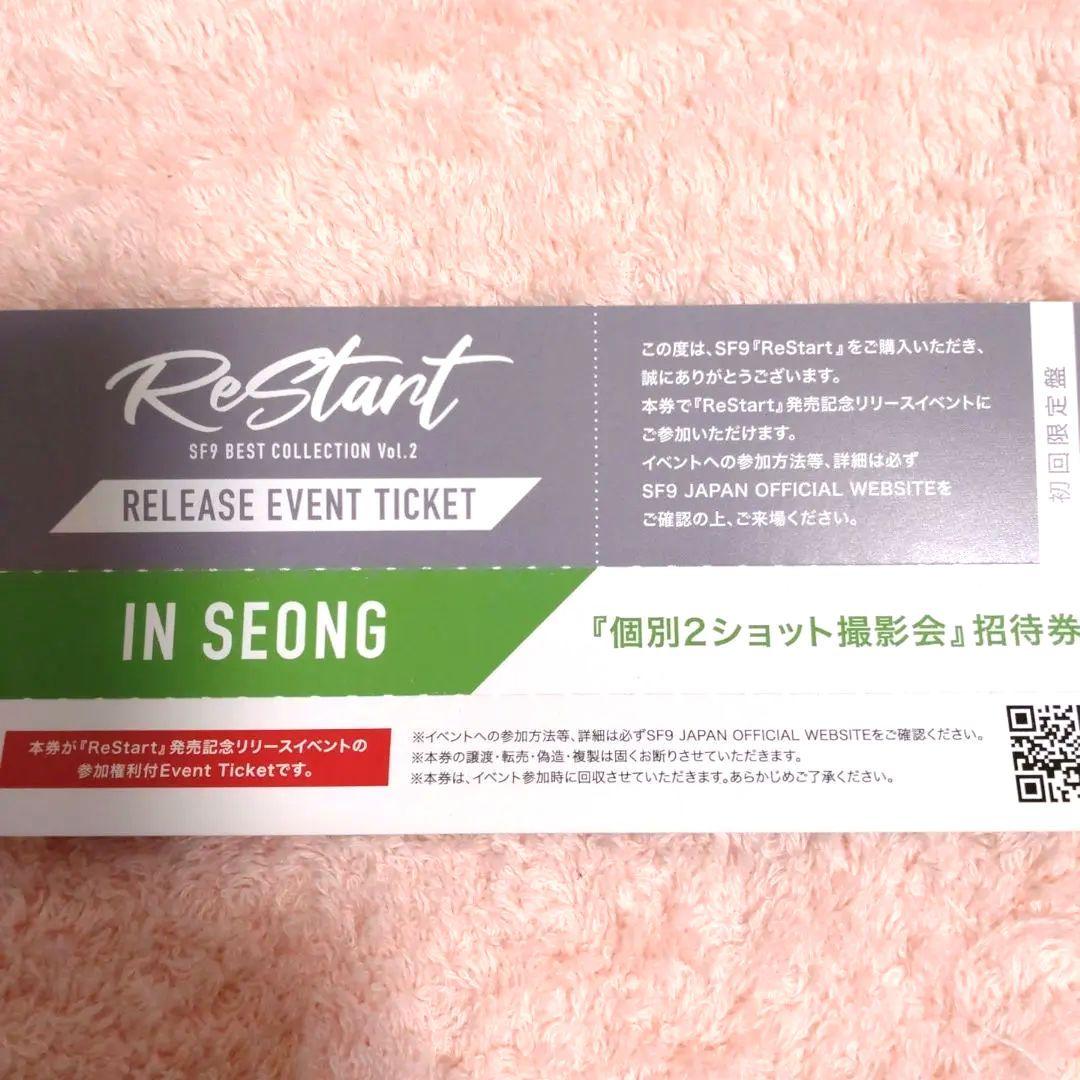 ReStart
SF9 BEST COLLECTION Vol.2
RELEASE EVENT TICKET
この度は、SF9『ReStart』をご購入いただき、
誠にありがとうございます。
本券で『ReStart』発売記念リリースイベントに
ご参加いただけます。
イベントへの参加方法等、詳細は必ず
SF9 JAPAN OFFICIAL WEBSITEを
ご確認の上、ご来場ください。
初回限定盤
IN SEONG
『個別2ショット撮影会』招待券
本券が『ReStart』発売記念リリースイベントの
参加権利付Event Ticketです。
※イベントへの参加方法等、詳細は必ずSF9 JAPAN OFFICIAL WEBSITEをご確認ください。
※本券の譲渡・転売・偽造・複製は固くお断りさせていただきます。
※本券は、イベント参加時に回収させていただきます。あらかじめご了承ください。